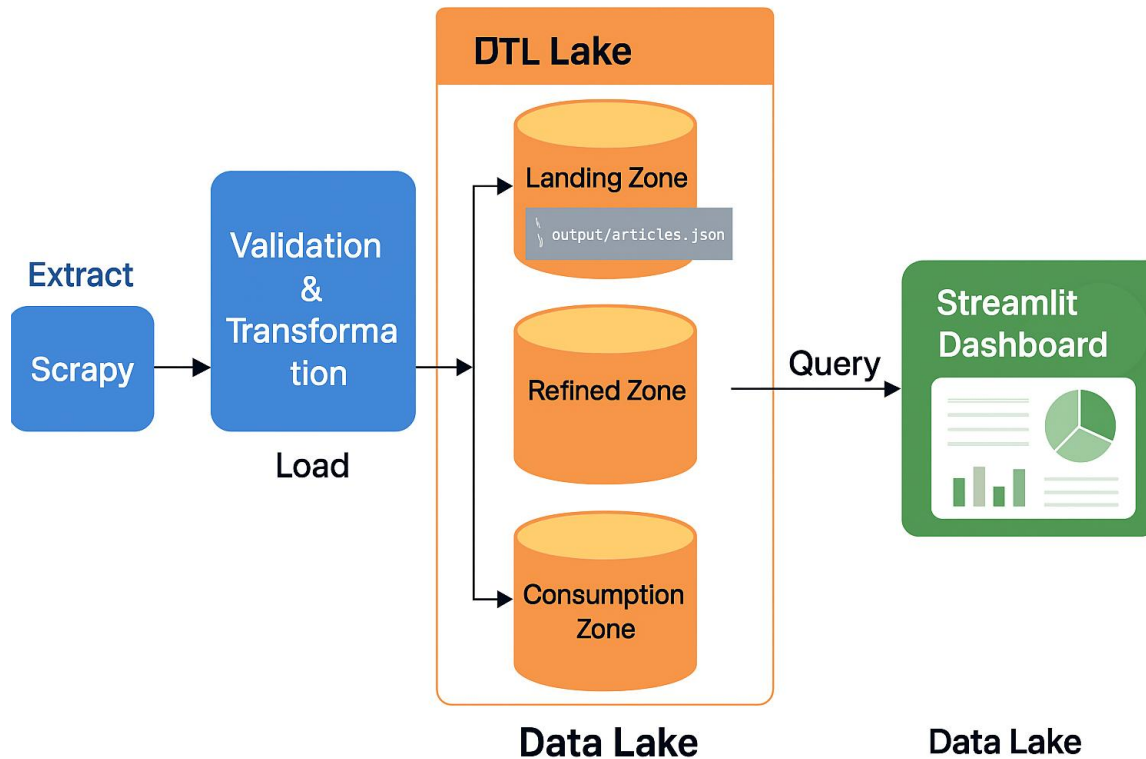 Extract
Scrapy
Validation
&
Transforma
tion
Load
DTL Lake
Landing Zone
output/articles.json
Refined Zone
Consumption
Zone
Data Lake
Query
Streamlit
Dashboard
Data Lake